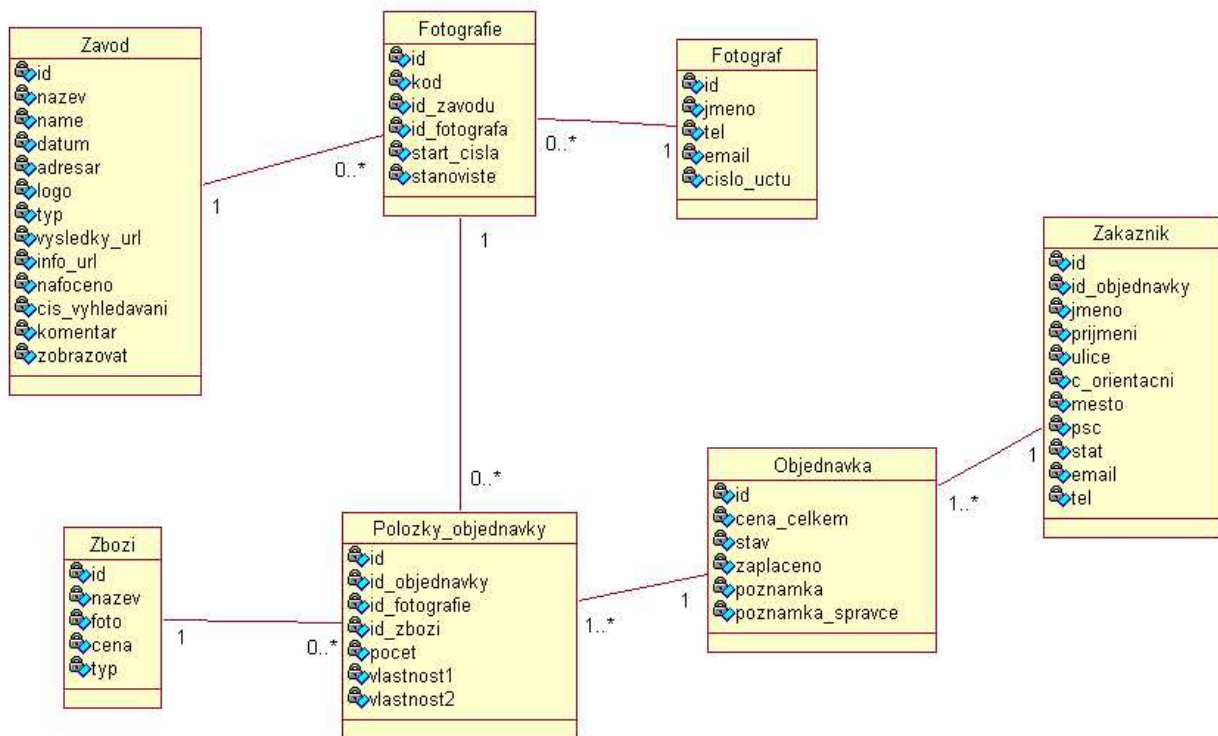 Zavod
id
nazev
name
datum
adresar
logo
typ
vysledky_url
info_url
nafoceno
cis_vyhledavani
komentar
zobrazovat
1
0..*
Fotografie
id
kod
id_zavodu
id_fotografa
start_cisla
stanoviste
0..*
1
Fotograf
id
jmeno
tel
email
cislo_uctu
1
0..*
Zakaznik
id
id_objednavky
jmeno
prijmeni
ulice
c_orientacni
mesto
psc
stat
email
tel
1
1..*
Objednavka
id
cena_celkem
stav
zaplaceno
poznamka
poznamka_spravce
1
1..*
Polozky_objednavky
id
id_objednavky
id_fotografie
id_zbozi
pocet
vlastnost1
vlastnost2
0..*
1
Zbozi
id
nazev
foto
cena
typ